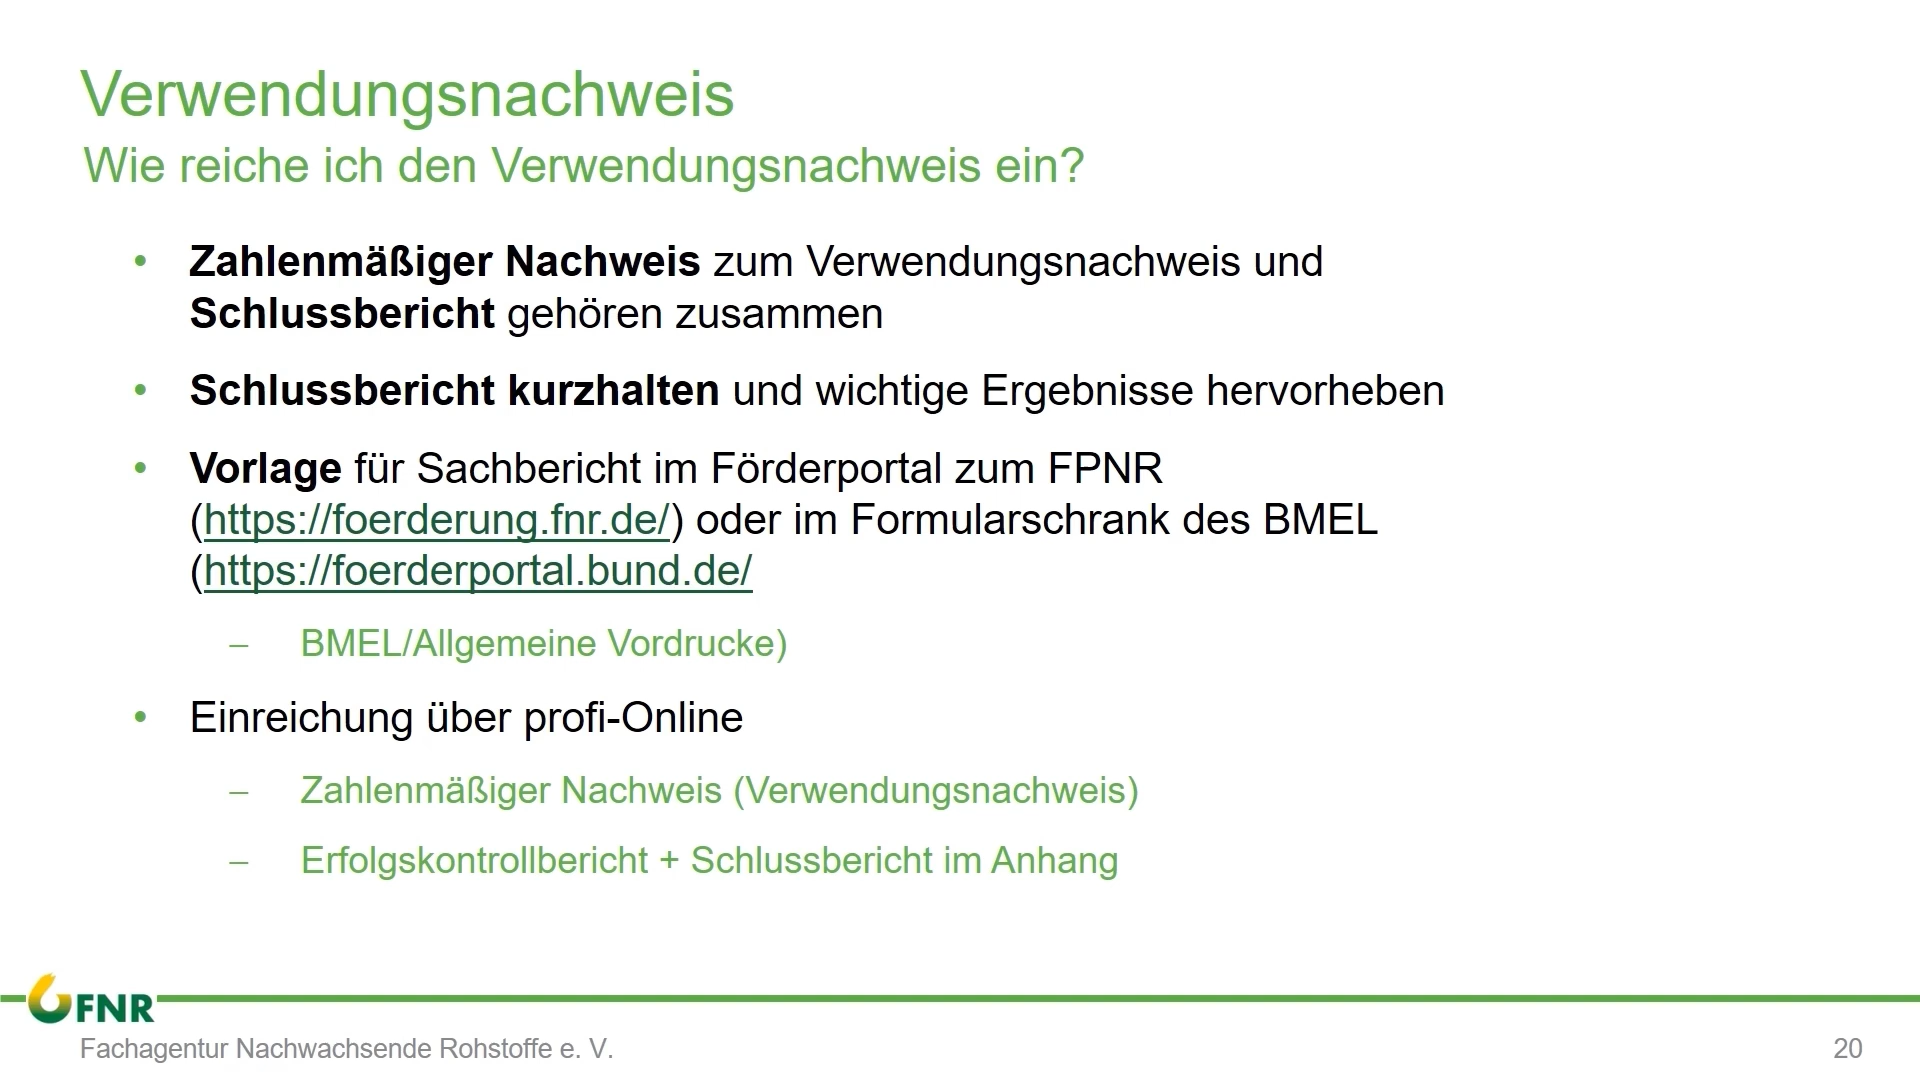 Verwendungsnachweis
Wie reiche ich den Verwendungsnachweis ein?
• Zahlenmäßiger Nachweis zum Verwendungsnachweis und
Schlussbericht gehören zusammen
• Schlussbericht kurzhalten und wichtige Ergebnisse hervorheben
• Vorlage für Sachbericht im Förderportal zum FPNR
(https://foerderung.fnr.de/) oder im Formularschrank des BMEL
(https://foerderportal.bund.de/
– BMEL/Allgemeine Vordrucke)
• Einreichung über profi-Online
– Zahlenmäßiger Nachweis (Verwendungsnachweis)
– Erfolgskontrollbericht + Schlussbericht im Anhang
FNR
Fachagentur Nachwachsende Rohstoffe e. V.
20